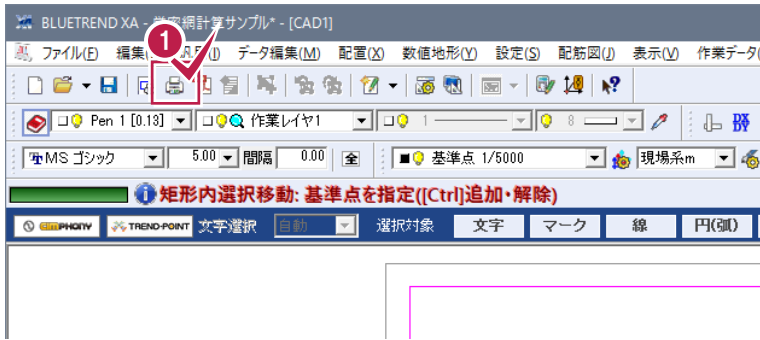 BLUETREND XA - 密網計算サンプル* - [CAD1]
1
ファイル(F) 編集 (I) データ編集(M) 配置(X) 数値地形(Y) 設定(S) 配筋図(J) 表示(V) 作業データ(
Pen 1 [0.13] 作業レイヤ1 1 8
MS ゴシック 5.00 間隔 0.00 全 基準点 1/5000 現場系m
矩形内選択移動: 基準点を指定([Ctrl]追加・解除)
PHONY TREND-POINT 文字選択 自動 選択対象 文字 マーク 線 円(弧)